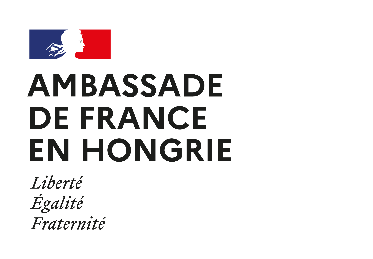 AMBASSADE
DE FRANCE
EN HONGRIE
Liberté
Égalité
Fraternité